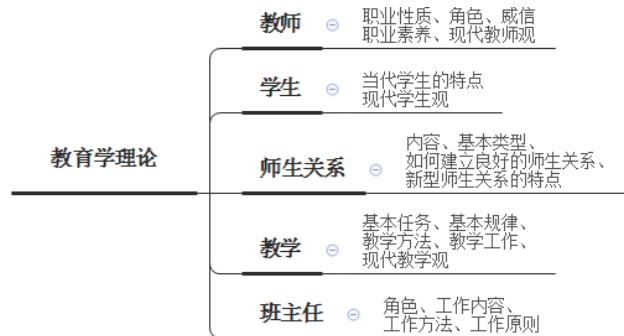 教师
职业性质、角色、威信
职业素养、现代教师观
学生
当代学生的特点
现代学生观
教育学理论
师生关系
内容、基本类型、
如何建立良好的师生关系、
新型师生关系的特点
教学
基本任务、基本规律、
教学方法、教学工作、
现代教学观
班主任
角色、工作内容、
工作方法、工作原则